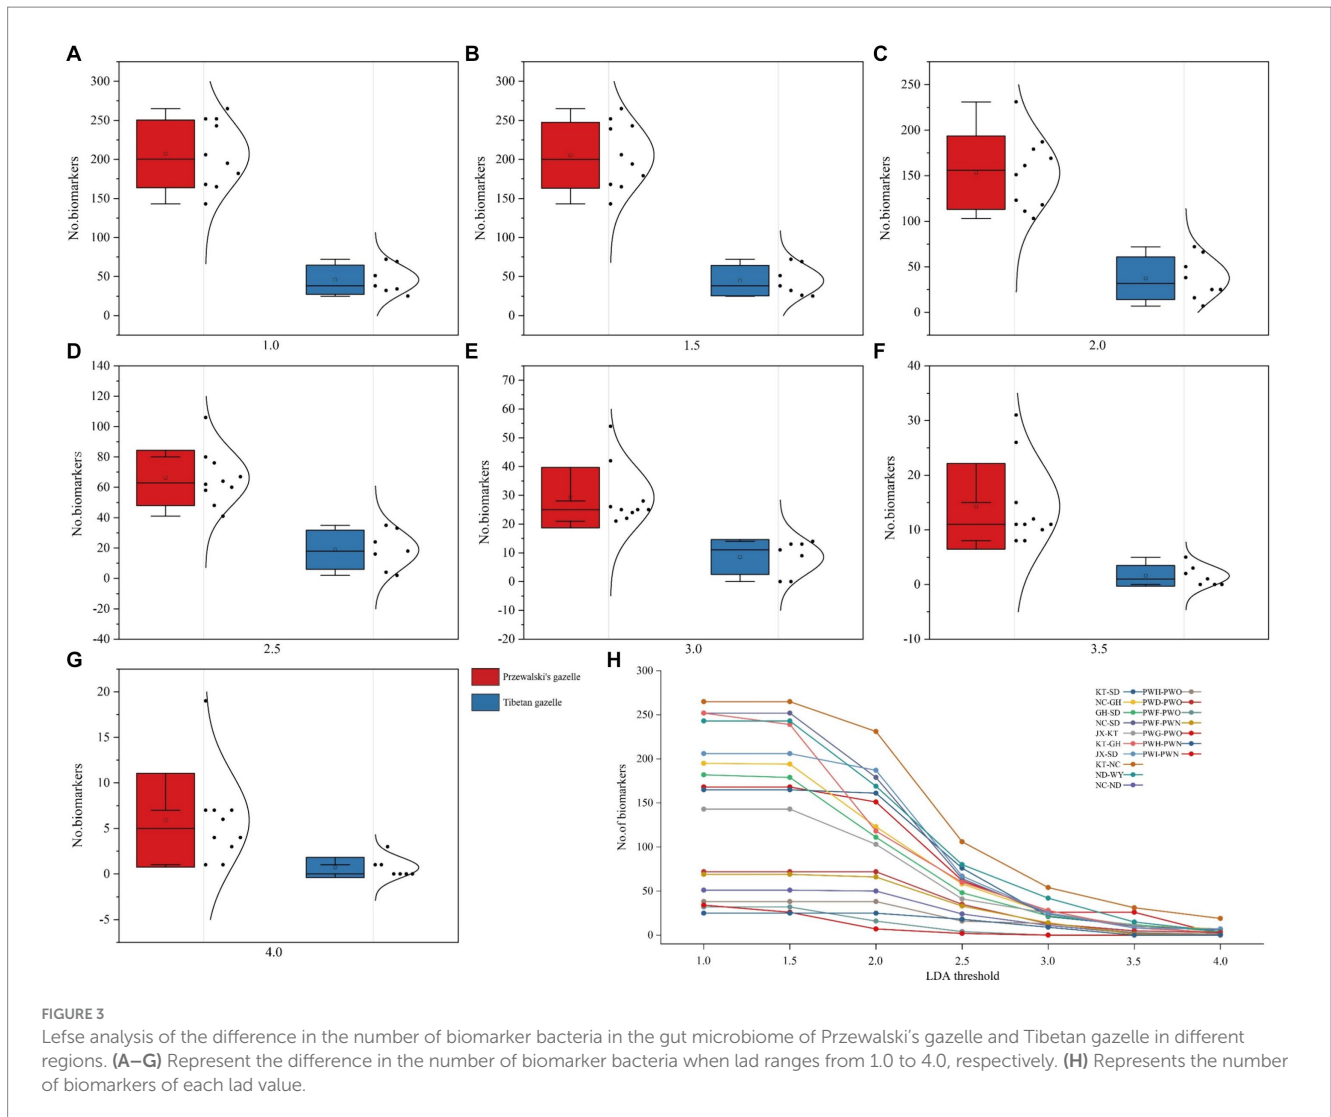 A
B
C
No.biomarkers
300
250
200
150
100
50
0
1.0
No.biomarkers
300
250
200
150
100
50
0
1.5
No.biomarkers
250
200
150
100
50
0
2.0
D
E
F
No.biomarkers
140
120
100
80
60
40
20
0
-20
-40
2.5
No.biomarkers
70
60
50
40
30
20
10
0
-10
-20
3.0
No.biomarkers
40
30
20
10
0
-10
3.5
G
No.biomarkers
20
15
10
5
0
-5
4.0
Przewalski's gazelle
Tibetan gazelle
H
No.of biomarkers
300
250
200
150
100
50
0
1.0 1.5 2.0 2.5 3.0 3.5 4.0
LDA threshold
KT-SD PWH-PWO
NC-GH PWD-PWO
GH-SD PWF-PWO
NC-SD PWF-PWN
JX-KT PWG-PWO
KT-GH PWH-PWN
JX-SD PWI-PWN
KT-NC
ND-WY
NC-ND
FIGURE 3
Lefse analysis of the difference in the number of biomarker bacteria in the gut microbiome of Przewalski's gazelle and Tibetan gazelle in different
regions. (A–G) Represent the difference in the number of biomarker bacteria when lad ranges from 1.0 to 4.0, respectively. (H) Represents the number
of biomarkers of each lad value.